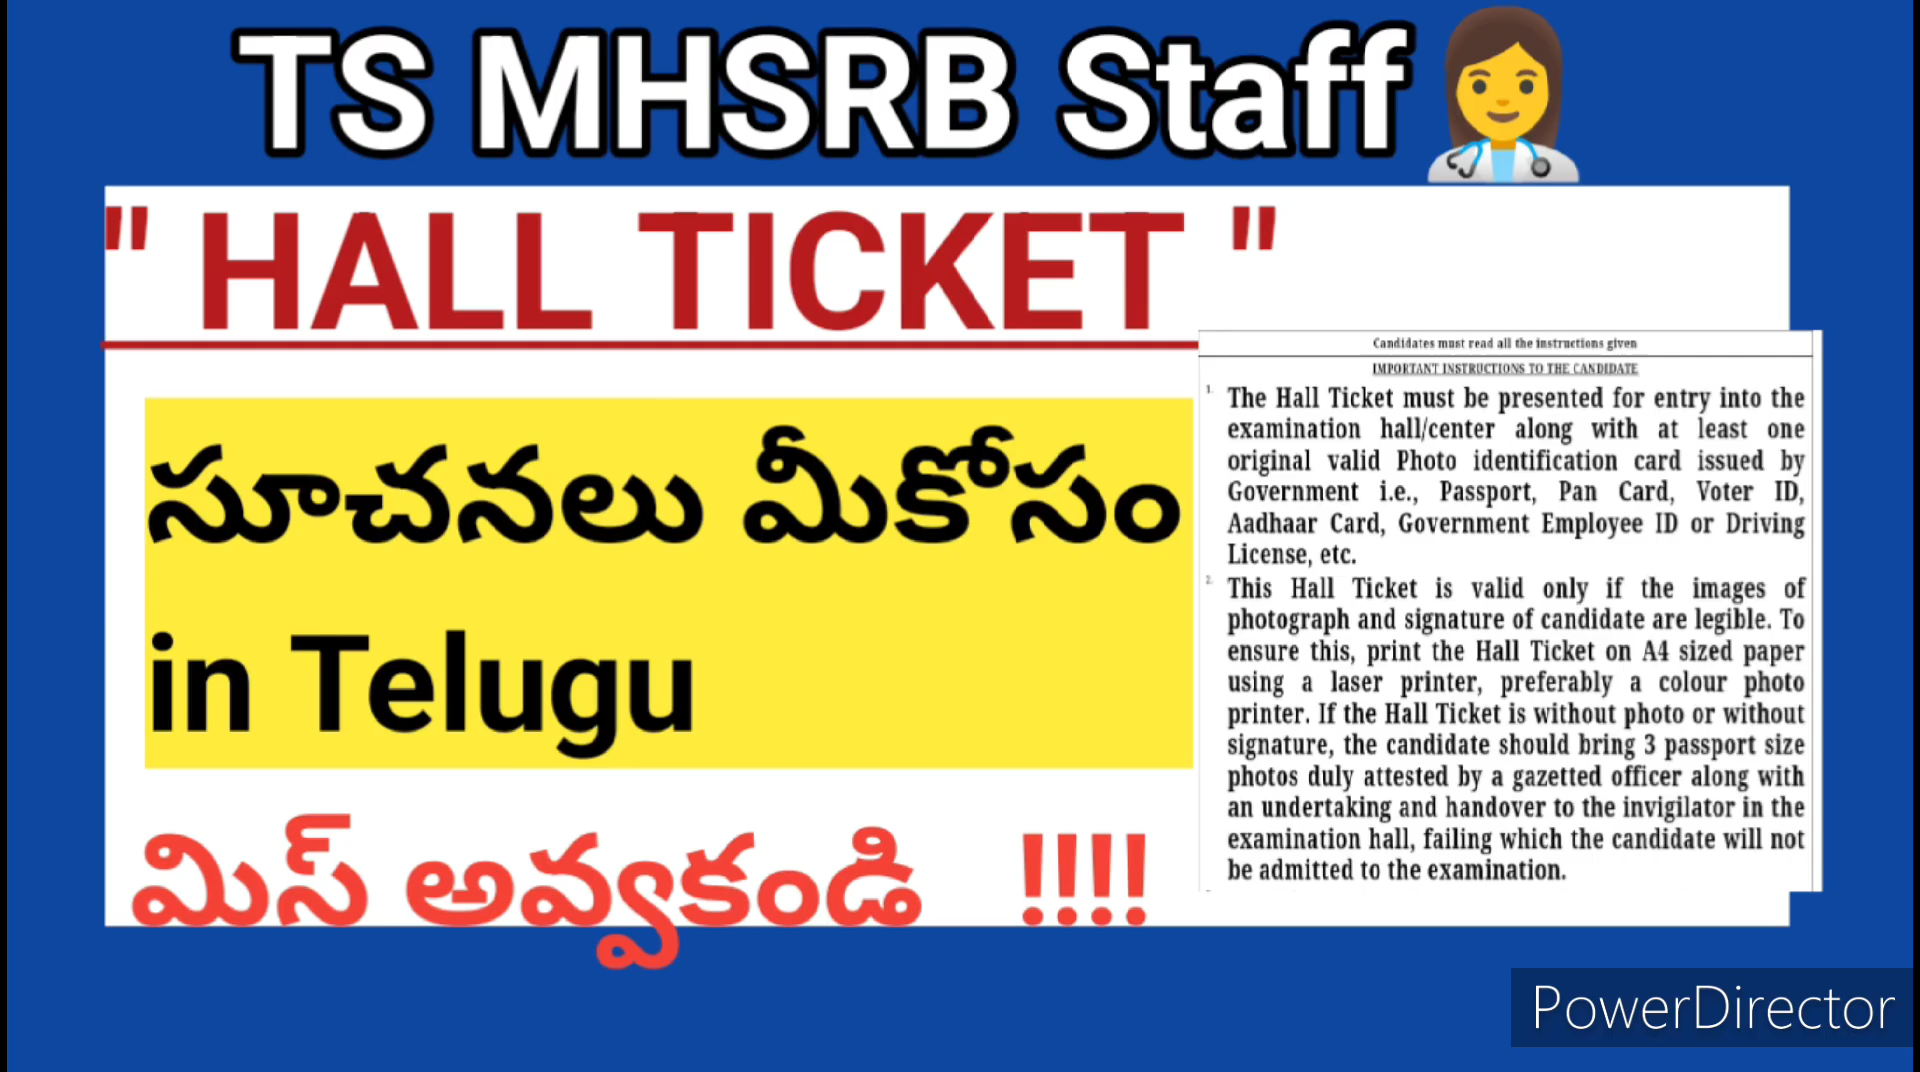 TS MHSRB Staff
" HALL TICKET "
సూచనలు మీకోసం
in Telugu
మిస్ అవ్వకండి !!!!
Candidates must read all the instructions given
IMPORTANT INSTRUCTIONS TO THE CANDIDATE
1. The Hall Ticket must be presented for entry into the
examination hall/center along with at least one
original valid Photo identification card issued by
Government i.e., Passport, Pan Card, Voter ID,
Aadhaar Card, Government Employee ID or Driving
License, etc.
2. This Hall Ticket is valid only if the images of
photograph and signature of candidate are legible. To
ensure this, print the Hall Ticket on A4 sized paper
using a laser printer, preferably a colour photo
printer. If the Hall Ticket is without photo or without
signature, the candidate should bring 3 passport size
photos duly attested by a gazetted officer along with
an undertaking and handover to the invigilator in the
examination hall, failing which the candidate will not
be admitted to the examination.
PowerDirector